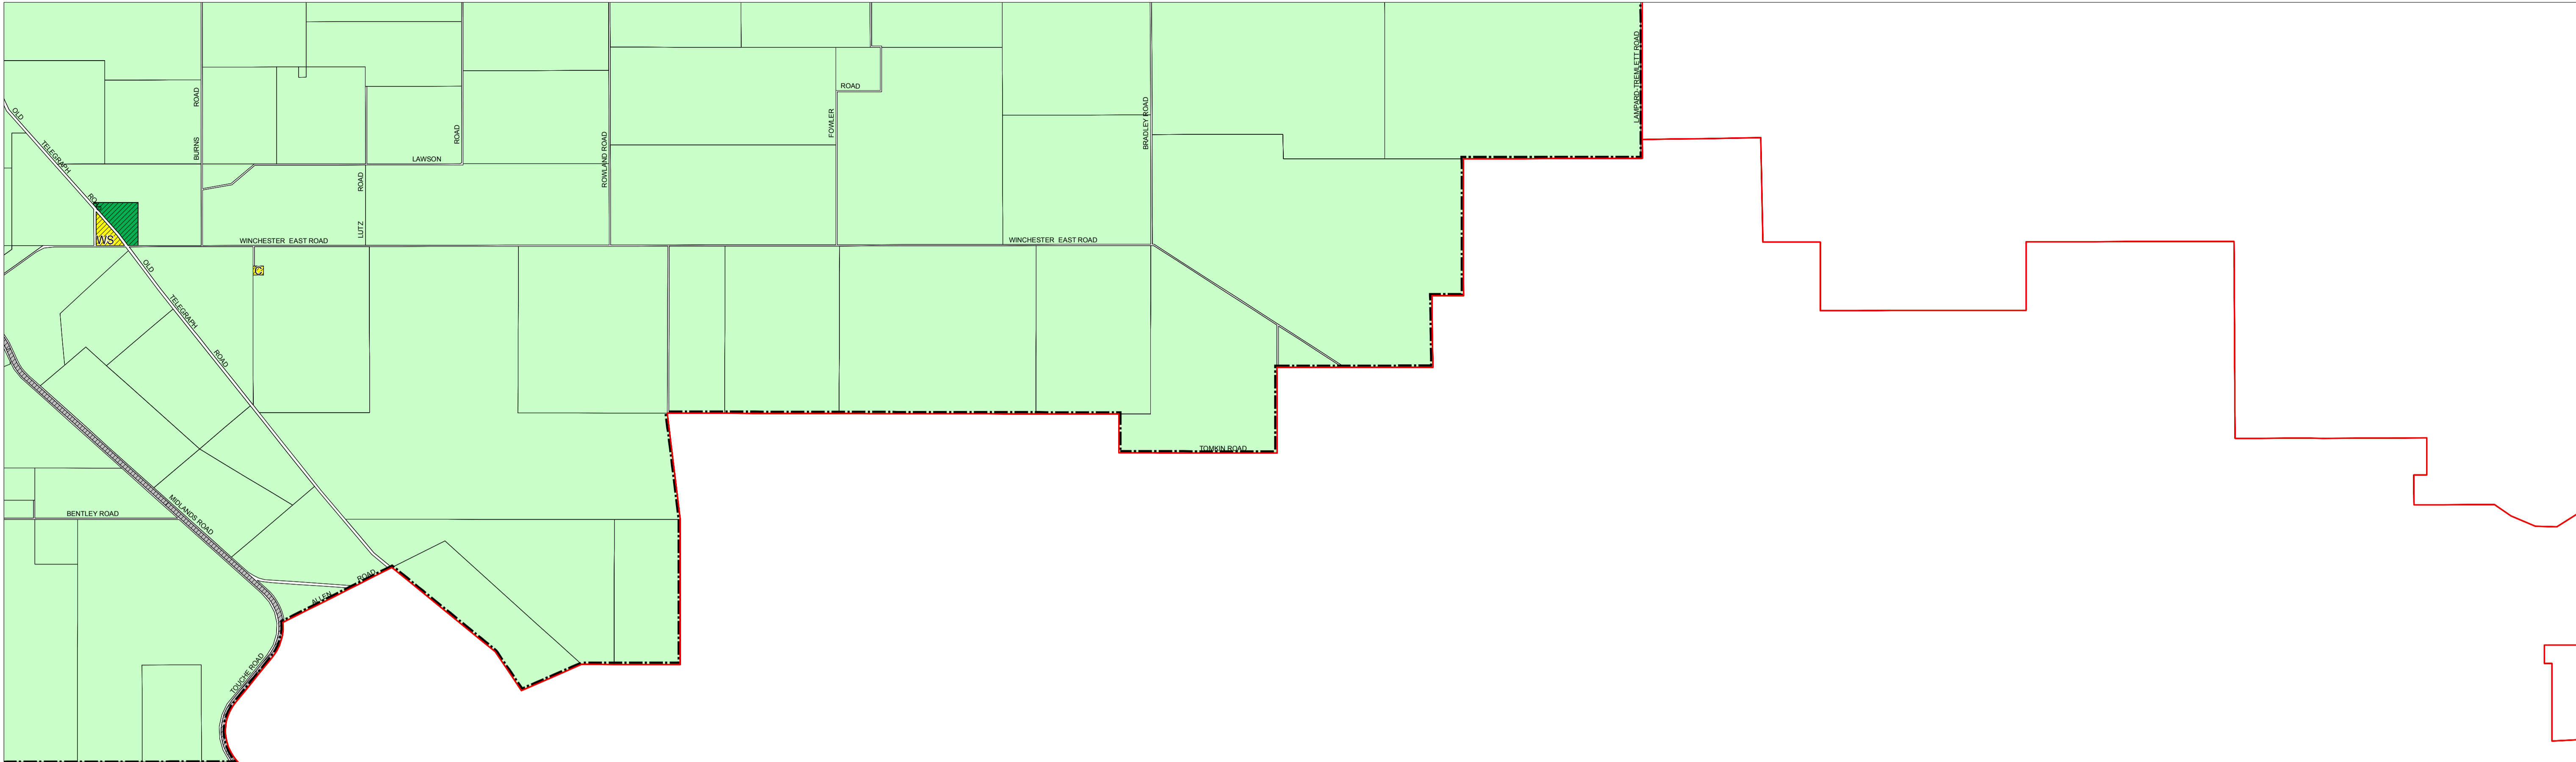 LAMPARD-TREMLETT ROAD
ROAD
ROAD
BURNS
OLD
TELEGRAPH
ROAD
ROAD
LAWSON
ROAD
LUTZ
ROWLAND ROAD
FOWLER
BRADLEY ROAD
WS
WINCHESTER EAST ROAD
WINCHESTER EAST ROAD
C
OLD
TELEGRAPH
ROAD
TOMKIN ROAD
BENTLEY ROAD
MIDLANDS ROAD
ALLEN
ROAD
TOUCHE ROAD